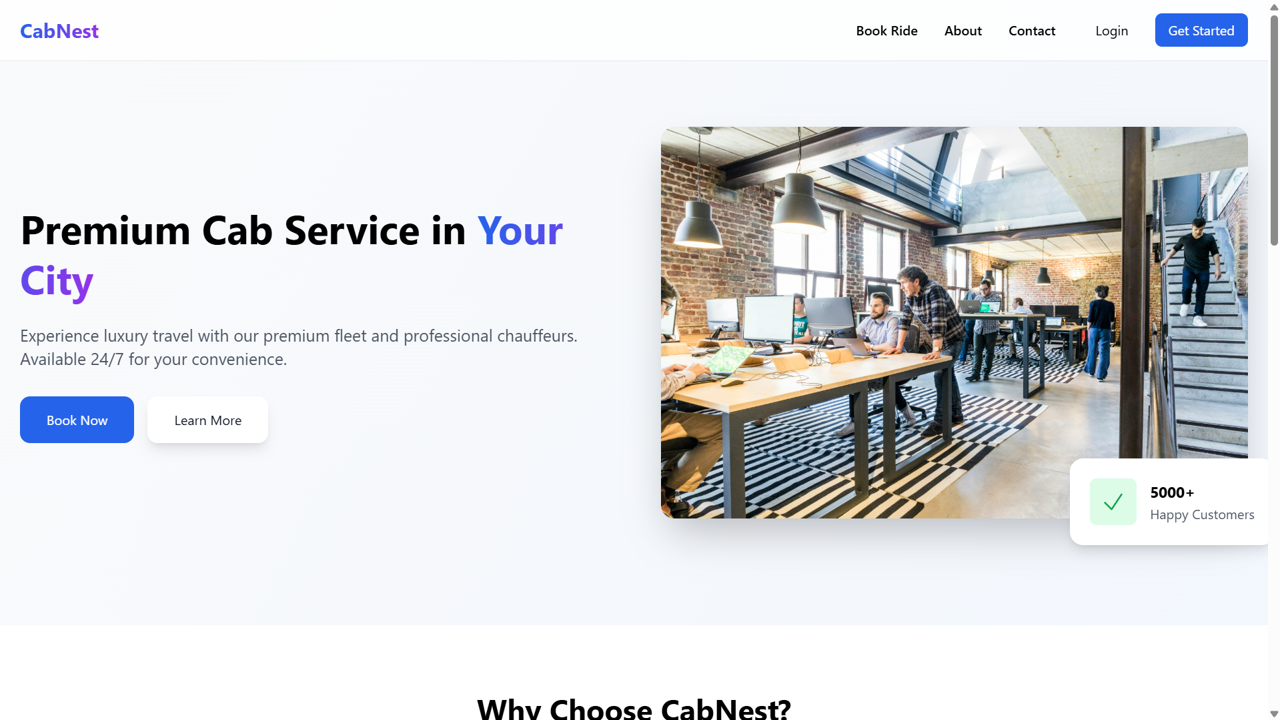 CabNest
Book Ride
About
Contact
Login
Get Started
Premium Cab Service in Your
City
Experience luxury travel with our premium fleet and professional chauffeurs.
Available 24/7 for your convenience.
Book Now
Learn More
5000+
Happy Customers
Why Choose CabNest?